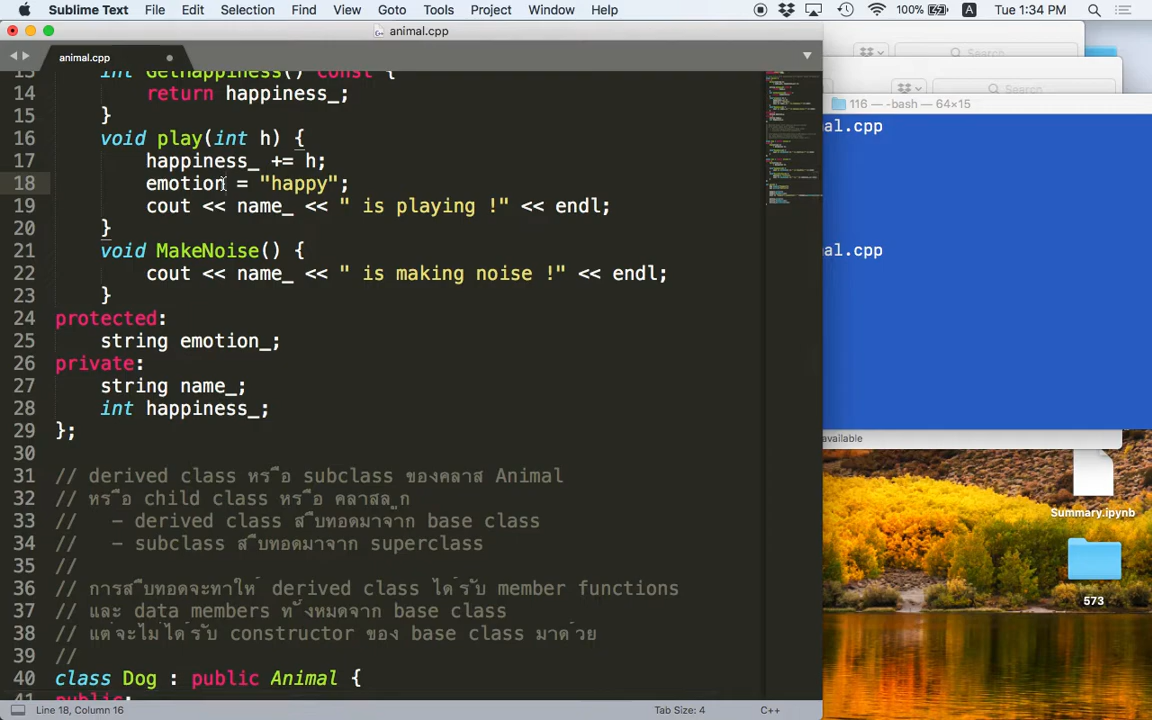 Sublime Text File Edit Selection Find View Goto Tools Project Window Help 100% A Tue 1:34 PM
animal.cpp
animal.cpp
Search
Search
13 int GetHappiness() const {
14 return happiness_;
15 }
16 void play(int h) {
17 happiness_ += h;
18 emotion = "happy";
19 cout << name_ << " is playing !" << endl;
20 }
21 void MakeNoise() {
22 cout << name_ << " is making noise !" << endl;
23 }
24 protected:
25 string emotion_;
26 private:
27 string name_;
28 int happiness_;
29 };
30
31 // derived class หรือ subclass ของคลาส Animal
32 // หรือ child class หรือ คลาสลูก
33 // - derived class สืบทอดมาจาก base class
34 // - subclass สืบทอดมาจาก superclass
35 //
36 // การสืบทอดจะทำให้ derived class ได้รับ member functions
37 // และ data members ทั้งหมดจาก base class
38 // แต่จะไม่ได้รับ constructor ของ base class มาด้วย
39 //
40 class Dog : public Animal {
41 public:
116 — -bash — 64×15
al.cpp
al.cpp
available
Summary.ipynb
573
Line 18, Column 16 Tab Size: 4 C++